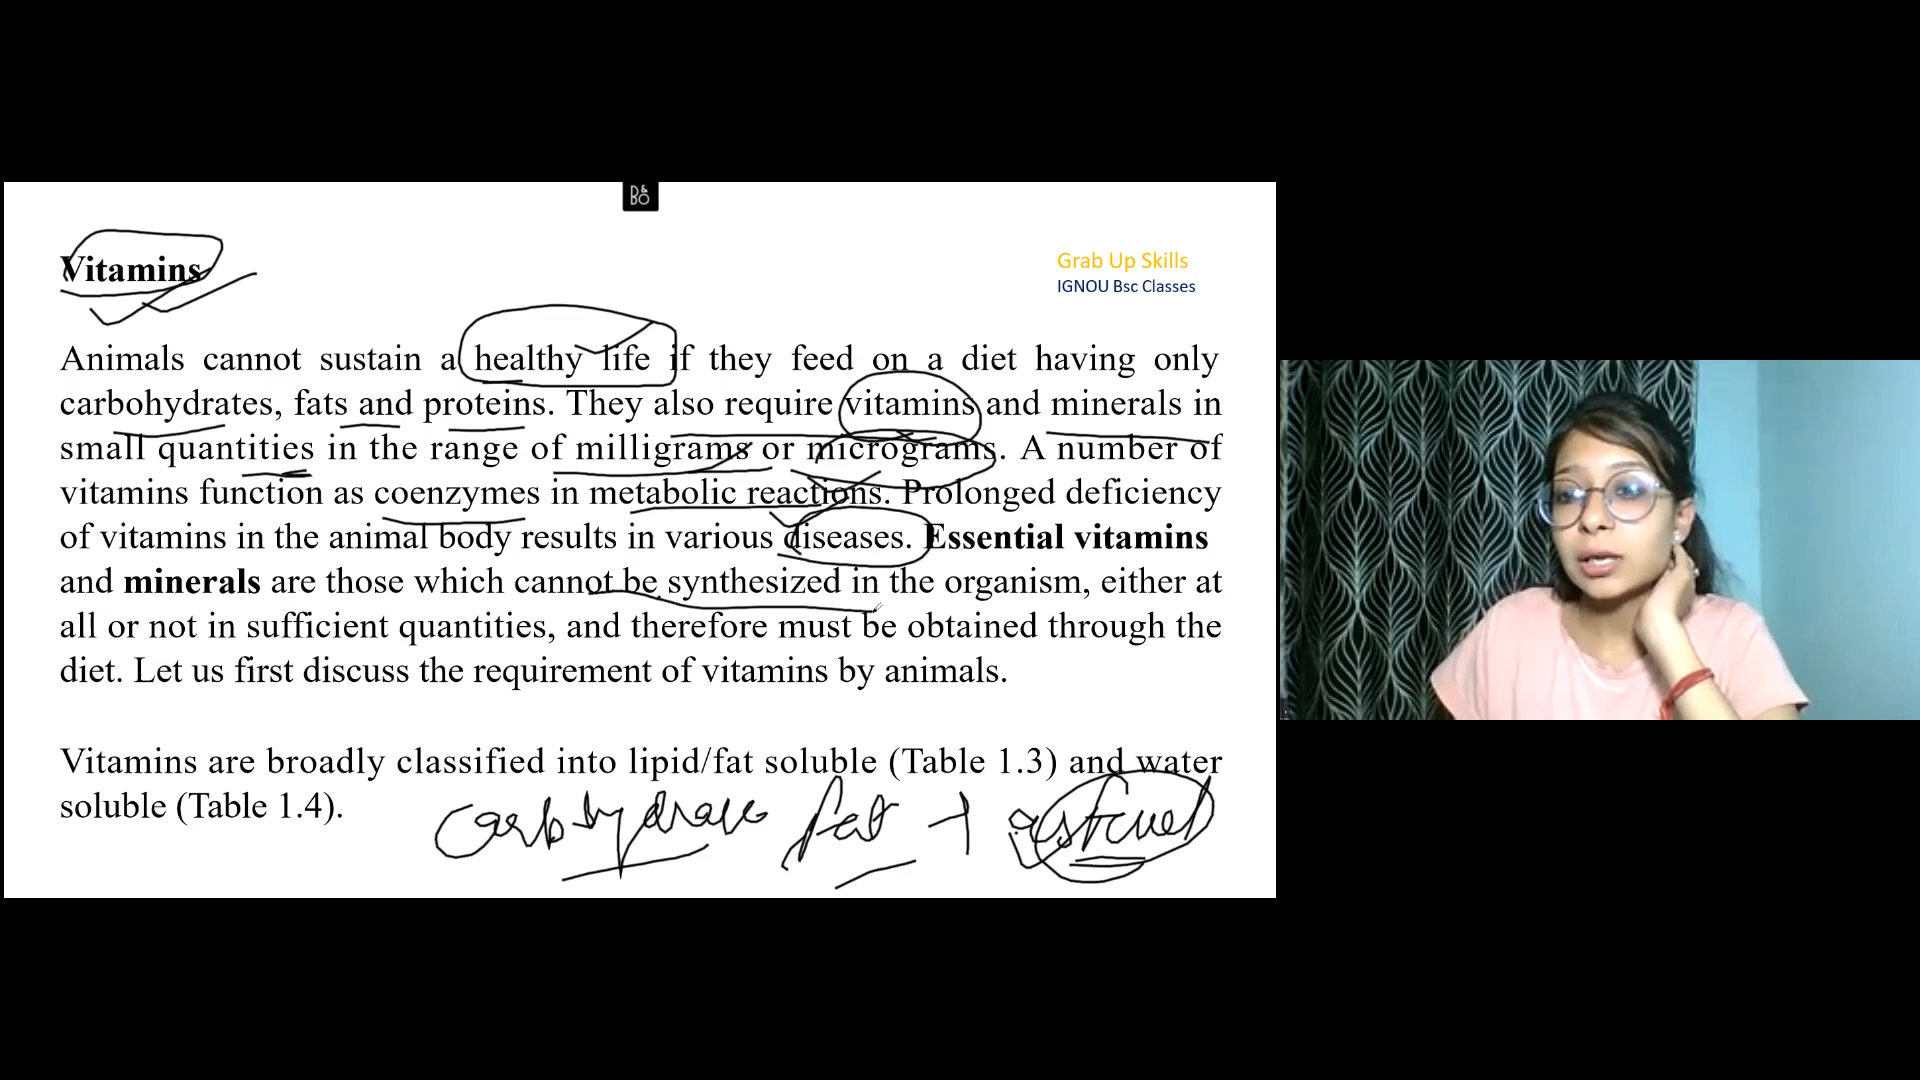 D&
BO
Vitamins
Grab Up Skills
IGNOU Bsc Classes
Animals cannot sustain a healthy life if they feed on a diet having only
carbohydrates, fats and proteins. They also require vitamins and minerals in
small quantities in the range of milligrams or micrograms. A number of
vitamins function as coenzymes in metabolic reactions. Prolonged deficiency
of vitamins in the animal body results in various diseases. Essential vitamins
and minerals are those which cannot be synthesized in the organism, either at
all or not in sufficient quantities, and therefore must be obtained through the
diet. Let us first discuss the requirement of vitamins by animals.
Vitamins are broadly classified into lipid/fat soluble (Table 1.3) and water
soluble (Table 1.4).
fat +